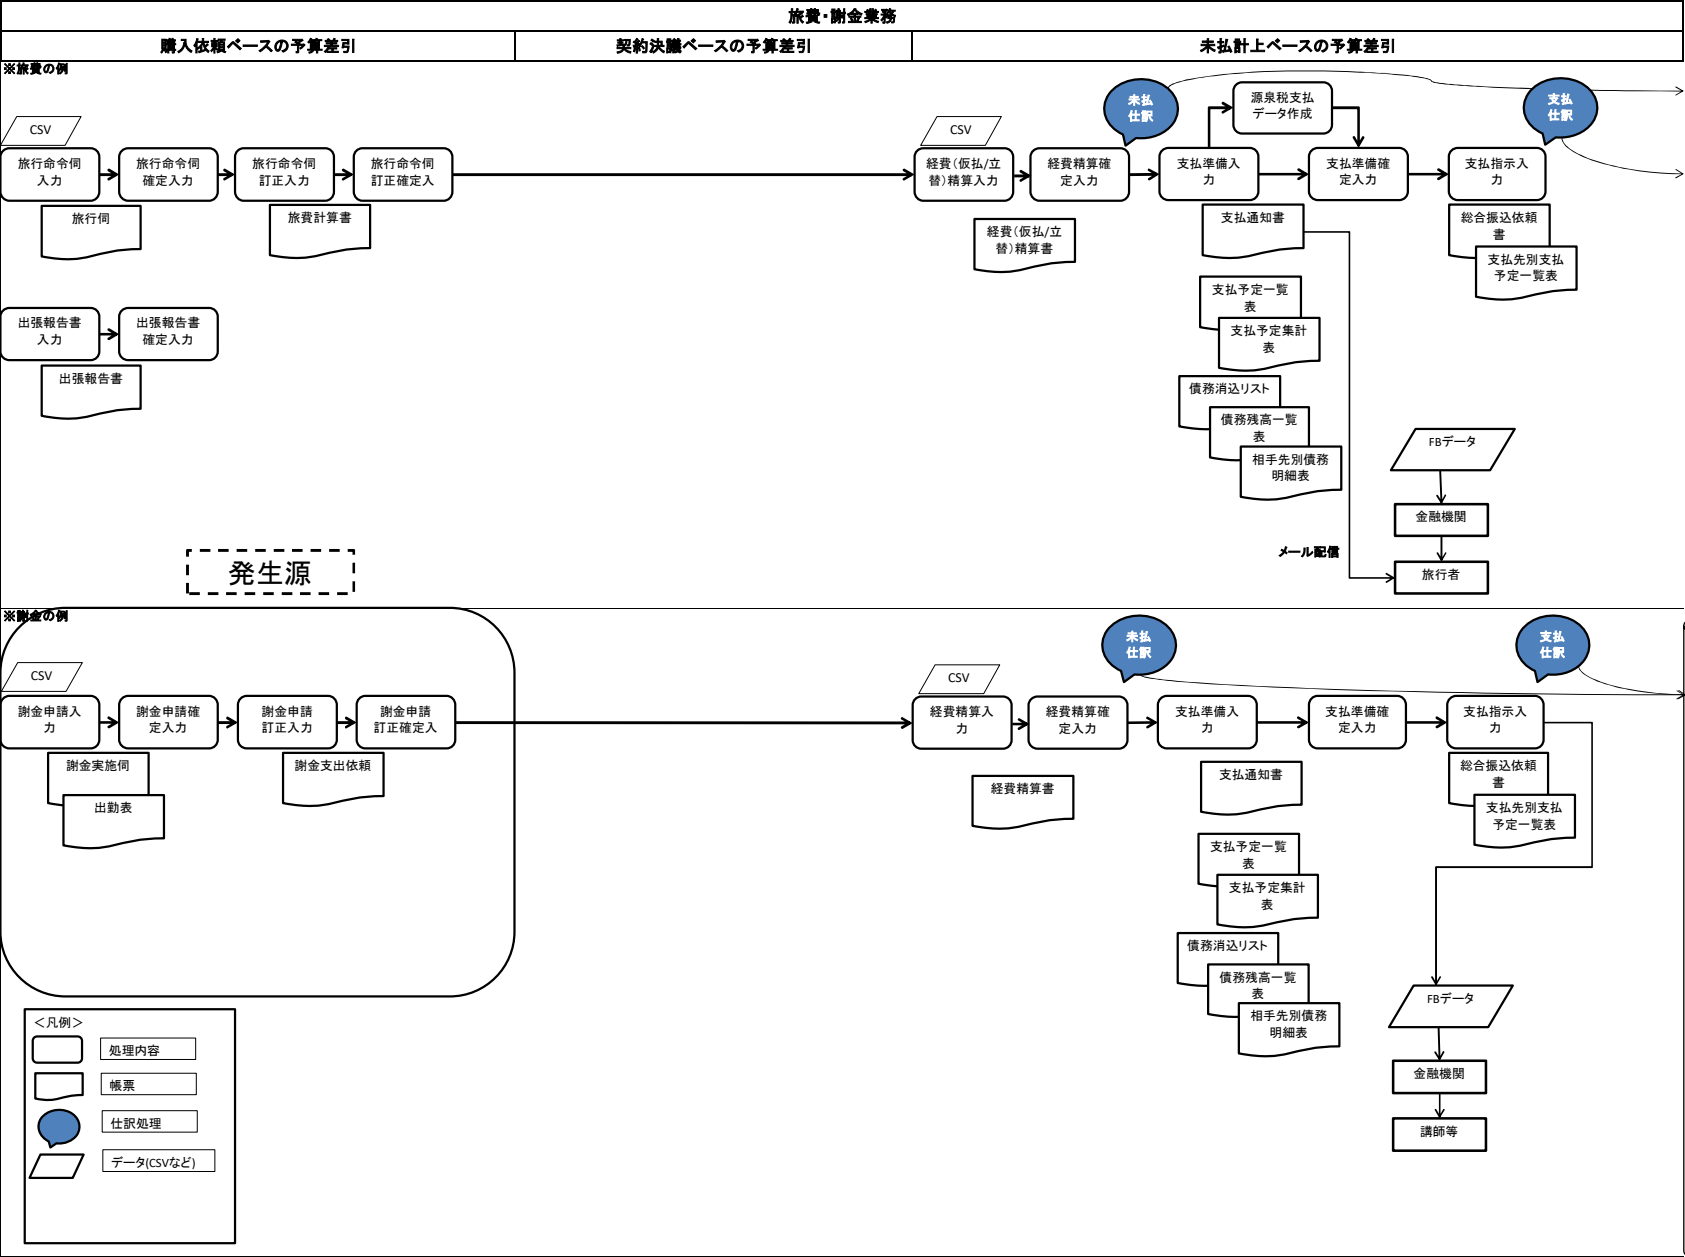 旅費・謝金業務
購入依頼ベースの予算差引
契約決議ベースの予算差引
未払計上ベースの予算差引
※旅費の例
CSV
旅行命令伺
入力
旅行命令伺
確定入力
旅行命令伺
訂正入力
旅行命令伺
訂正確定入
旅行伺
旅費計算書
出張報告書
入力
出張報告書
確定入力
出張報告書
CSV
経費(仮払/立
替)精算入力
経費精算確
定入力
経費(仮払/立
替)精算書
未払
仕訳
源泉税支払
データ作成
支払
仕訳
支払準備入
力
支払準備確
定入力
支払指示入
力
支払通知書
総合振込依頼
書
支払先別支払
予定一覧表
支払予定一覧
表
支払予定集計
表
債務消込リスト
債務残高一覧
表
相手先別債務
明細表
FBデータ
金融機関
メール配信
旅行者
発生源
※謝金の例
CSV
謝金申請入
力
謝金申請確
定入力
謝金申請
訂正入力
謝金申請
訂正確定入
謝金実施伺
出勤表
謝金支出依頼
CSV
経費精算入
力
経費精算確
定入力
経費精算書
未払
仕訳
支払
仕訳
支払準備入
力
支払準備確
定入力
支払指示入
力
支払通知書
総合振込依頼
書
支払先別支払
予定一覧表
支払予定一覧
表
支払予定集計
表
債務消込リスト
債務残高一覧
表
相手先別債務
明細表
FBデータ
金融機関
講師等
＜凡例＞
処理内容
帳票
仕訳処理
データ(CSVなど)